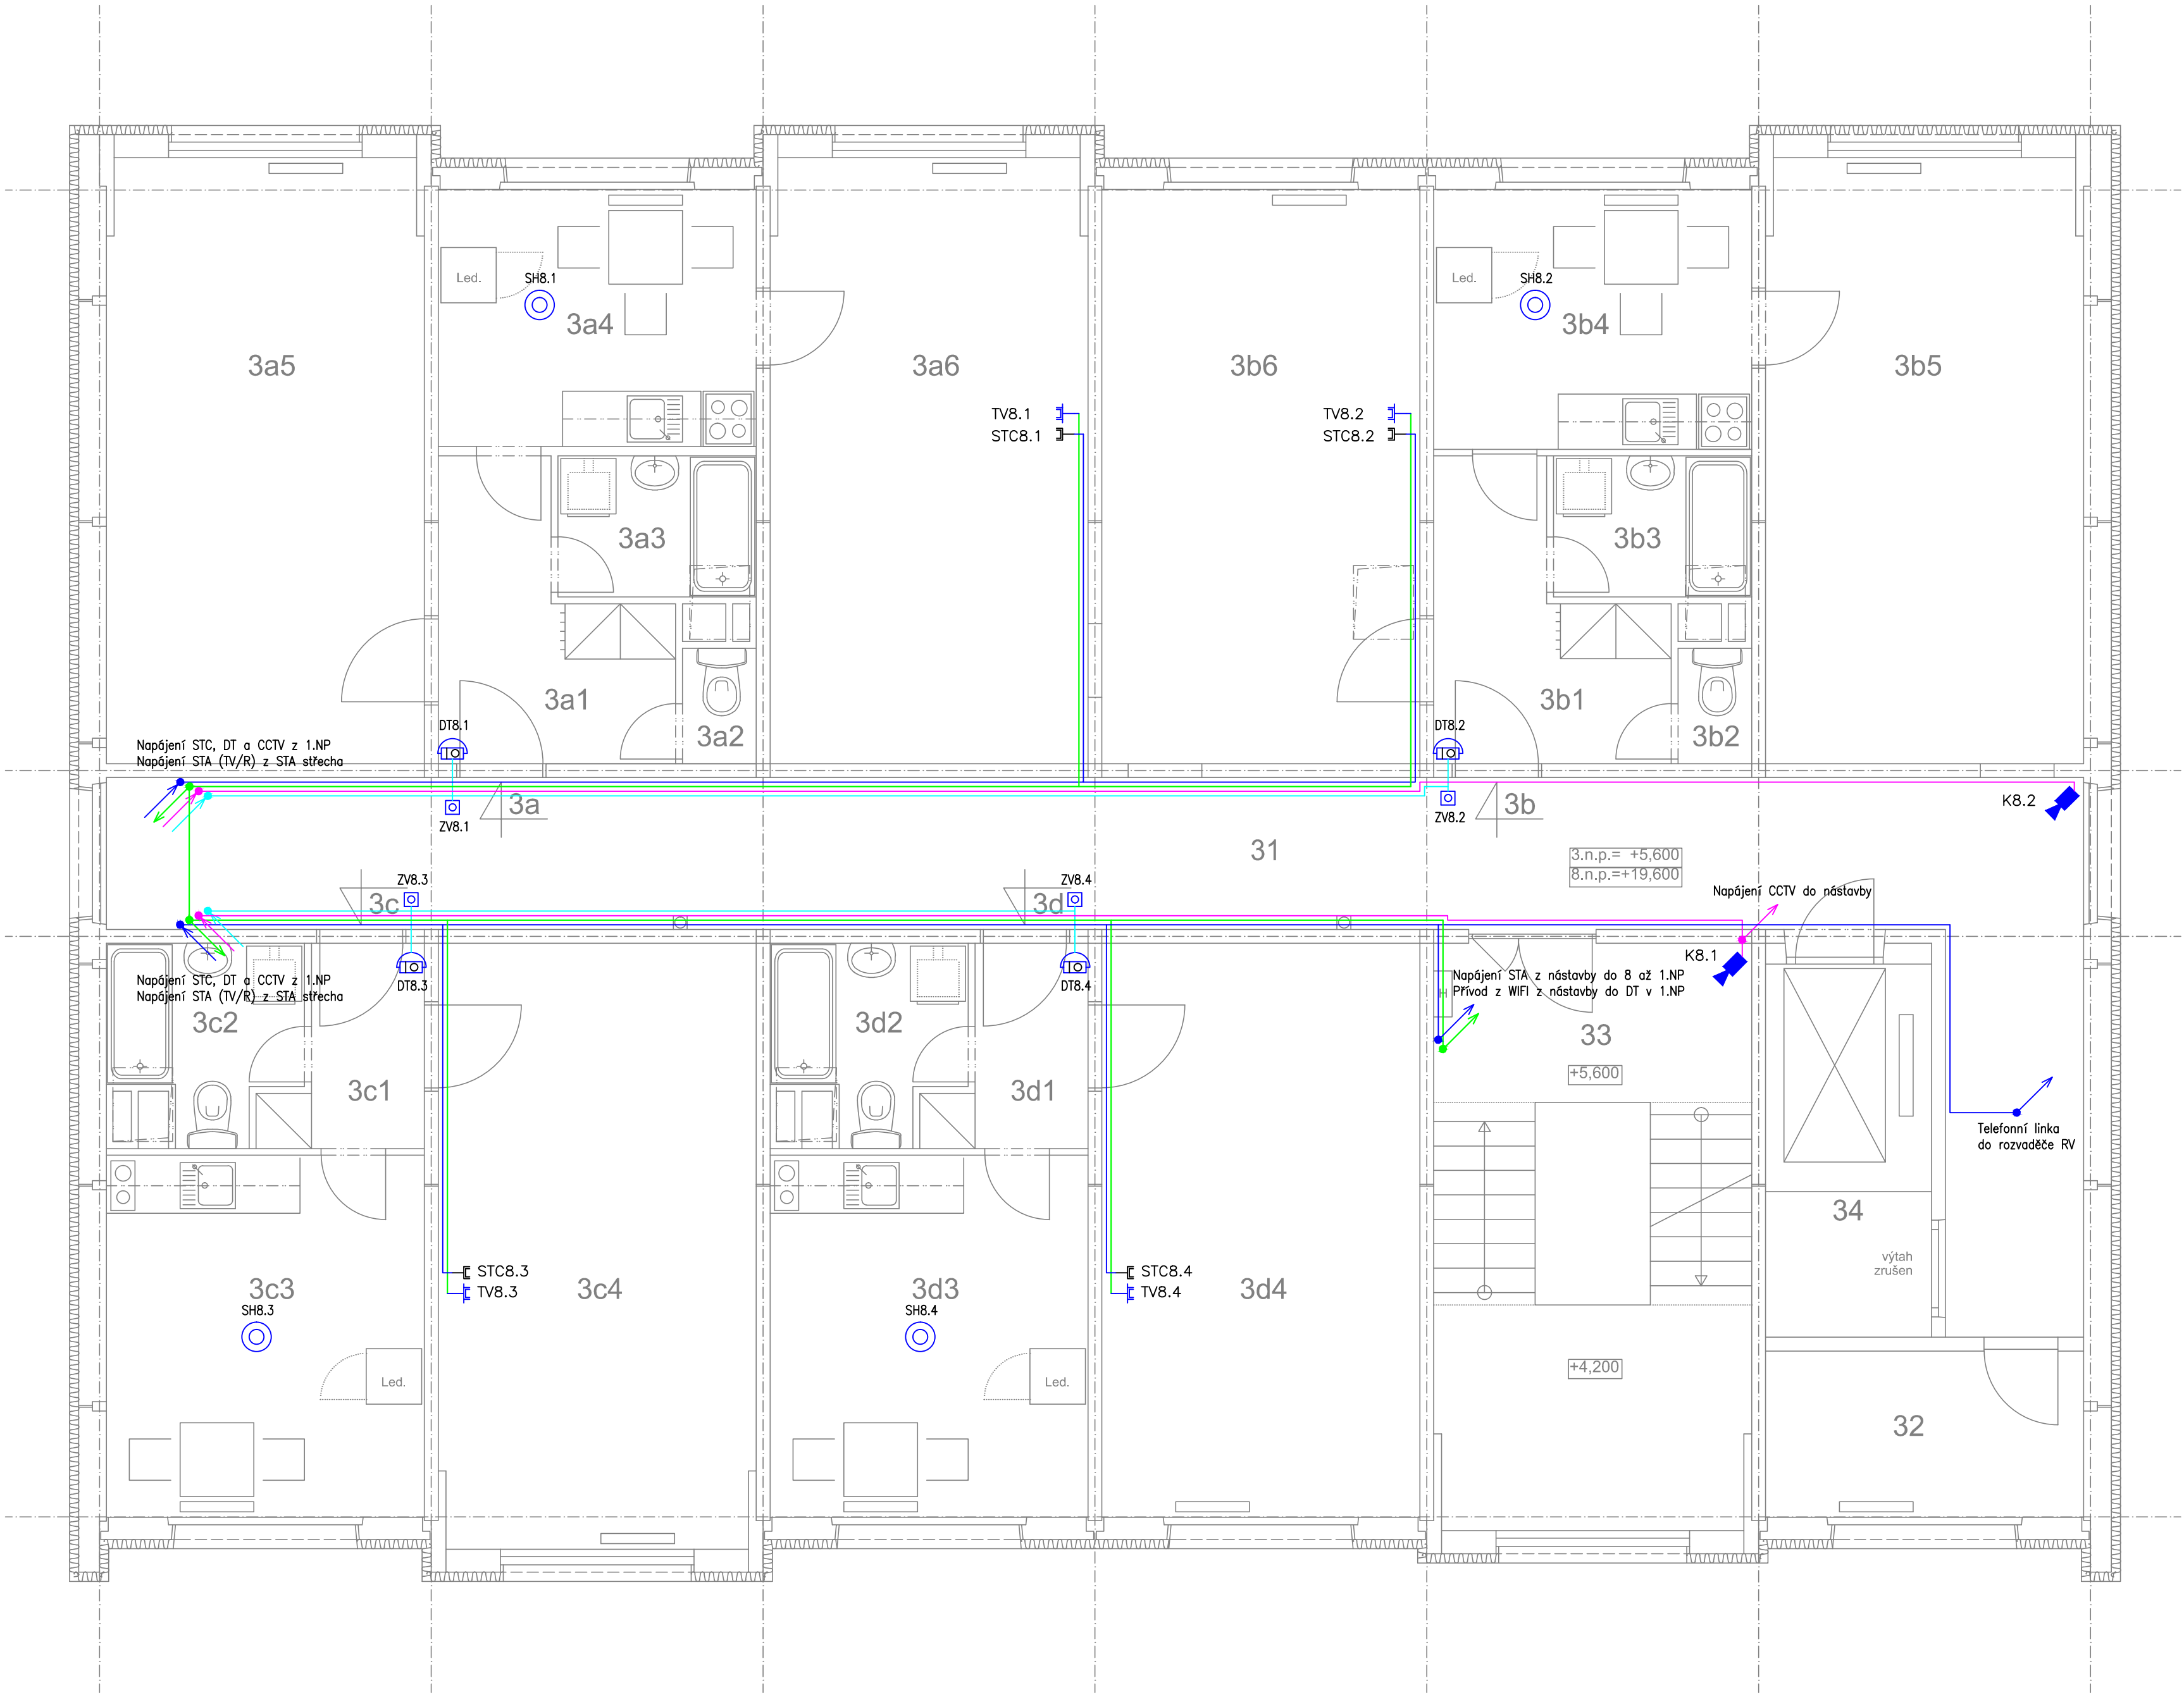 Led.
SH8.1
3a4
Led.
SH8.2
3b4
3a5
3a6
3b6
3b5
TV8.1
STC8.1
TV8.2
STC8.2
3a3
3b3
3a1
3b1
DT8.1
3a2
DT8.2
3b2
Napájení STC, DT a CCTV z 1.NP
Napájení STA (TV/R) z STA střecha
3a
3b
K8.2
ZV8.1
ZV8.2
31
3.n.p.= +5,600
8.n.p.=+19,600
ZV8.3
ZV8.4
Napájení CCTV do nástavby
3c
3d
K8.1
Napájení STC, DT a CCTV z 1.NP
Napájení STA (TV/R) z STA střecha
DT8.3
DT8.4
H
Napájení STA z nástavby do 8 až 1.NP
Přívod z WIFI z nástavby do DT v 1.NP
3c2
3d2
33
3c1
3d1
+5,600
Telefonní linka
do rozvaděče RV
34
výtah
zrušen
STC8.3
TV8.3
STC8.4
TV8.4
3c3
3c4
3d3
3d4
SH8.3
SH8.4
Led.
Led.
+4,200
32